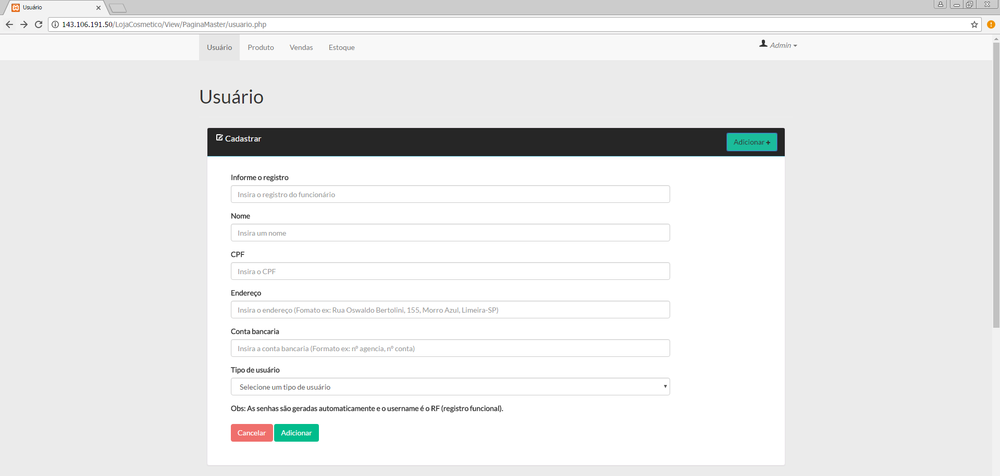 Usuário
143.106.191.50/LojaCosmetico/View/PaginaMaster/usuario.php
Usuário Produto Vendas Estoque Admin
Usuário
Cadastrar Adicionar +
Informe o registro
Insira o registro do funcionário
Nome
Insira um nome
CPF
Insira o CPF
Endereço
Insira o endereço (Fomato ex: Rua Oswaldo Bertolini, 155, Morro Azul, Limeira-SP)
Conta bancaria
Insira a conta bancaria (Formato ex: nº agencia, nº conta)
Tipo de usuário
Selecione um tipo de usuário
Obs: As senhas são geradas automaticamente e o username é o RF (registro funcional).
Cancelar Adicionar